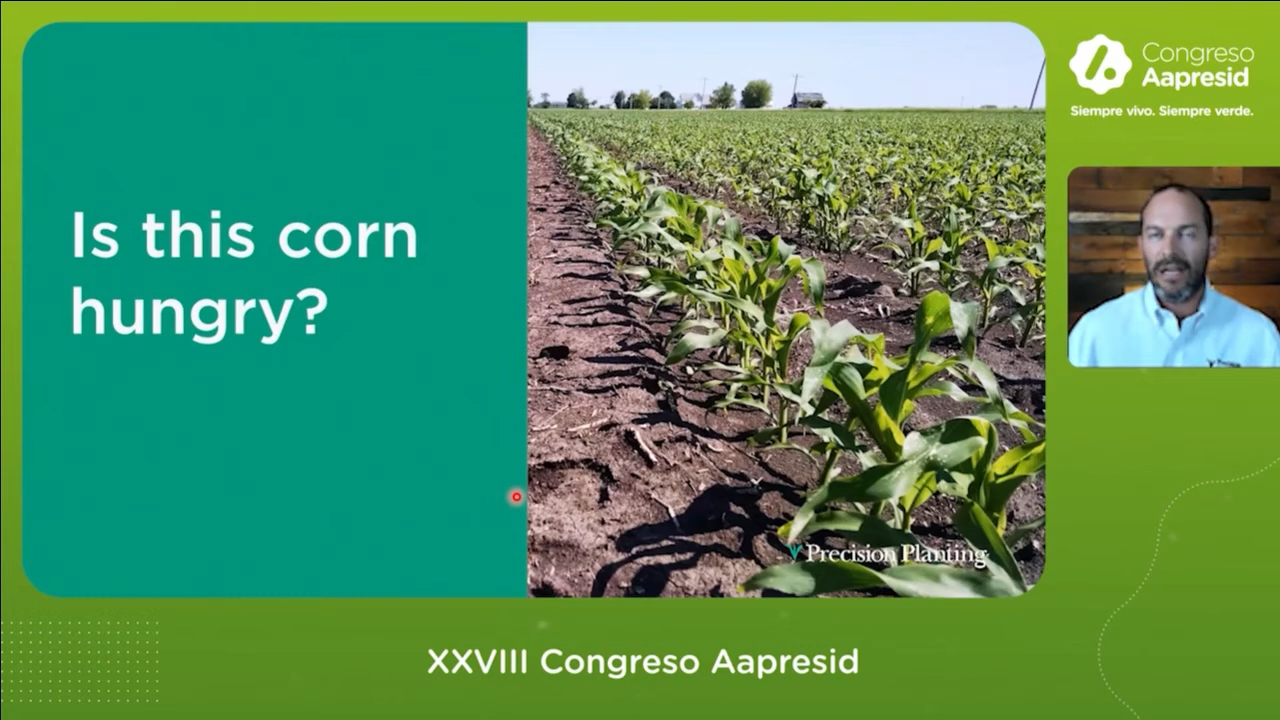 Is this corn
hungry?
Precision Planting
Congreso
Aapresid
Siempre vivo. Siempre verde.
XXVIII Congreso Aapresid